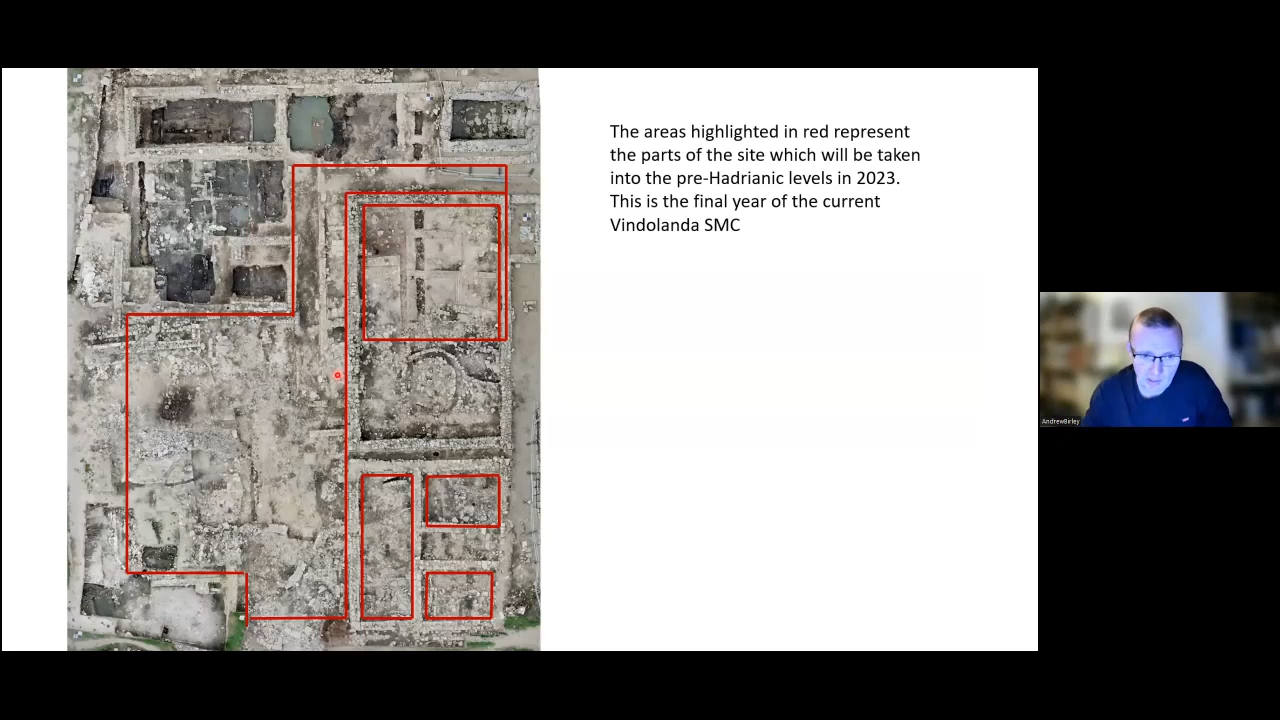 The areas highlighted in red represent
the parts of the site which will be taken
into the pre-Hadrianic levels in 2023.
This is the final year of the current
Vindolanda SMC
AndrewBirley